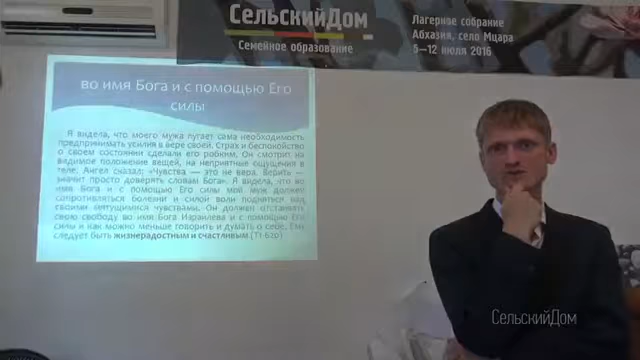 СельскийДом
Семейное образование
Лагерное собрание
Абхазия, село Мцара
5–12 июля 2016
во имя Бога и с помощью Его
силы
Я видела, что моего мужа пугает сама необходимость
предпринимать усилия в вере своей. Страх и беспокойство
о своем состоянии сделали его робким. Он смотрит на
видимое положение вещей, на неприятные ощущения в
теле. Ангел сказал: «Чувства — это не вера. Верить —
значит просто доверять словам Бога». Я видела, что во
имя Бога и с помощью Его силы мой муж должен
сопротивляться болезни и силой воли подняться над
своими мятущимися чувствами. Он должен отстаивать
свою свободу во имя Бога Израилева и с помощью Его
силы и как можно меньше говорить и думать о себе. Ему
следует быть жизнерадостным и счастливым (Т1 620)
СельскийДом